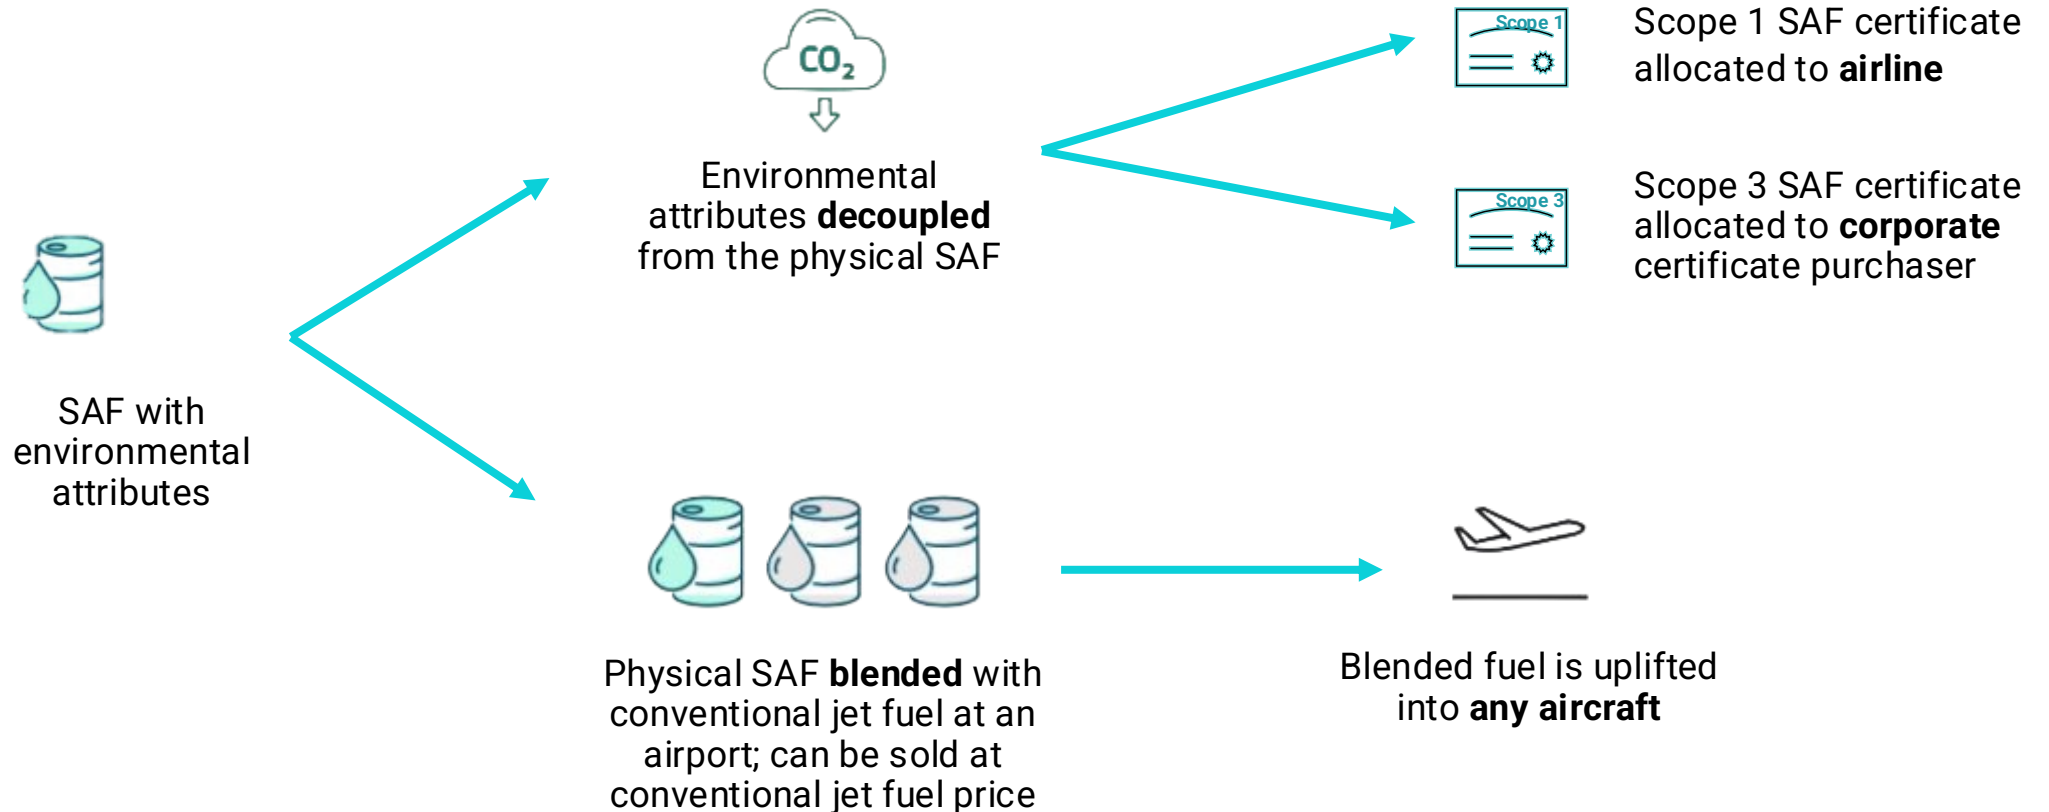 SAF with
environmental
attributes
CO₂
Environmental
attributes decoupled
from the physical SAF
Scope 1
Scope 1 SAF certificate
allocated to airline
Scope 3
Scope 3 SAF certificate
allocated to corporate
certificate purchaser
Physical SAF blended with
conventional jet fuel at an
airport; can be sold at
conventional jet fuel price
Blended fuel is uplifted
into any aircraft